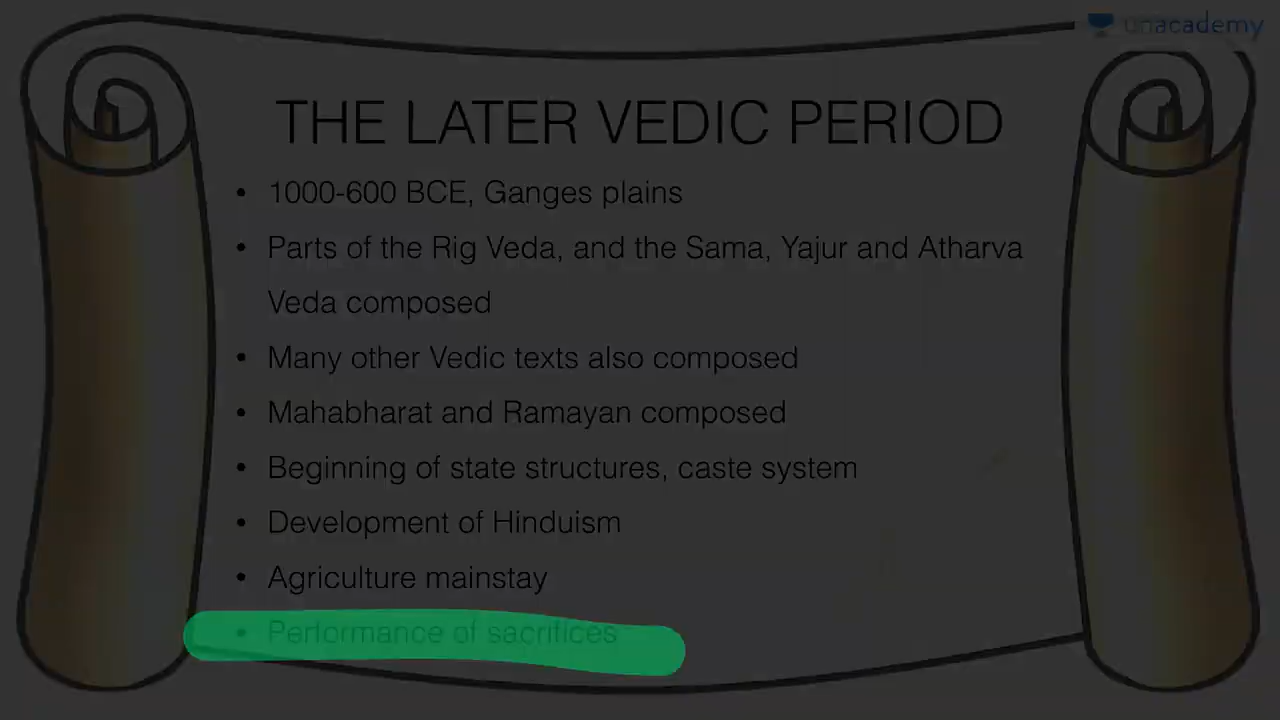 unacademy
THE LATER VEDIC PERIOD
• 1000-600 BCE, Ganges plains
• Parts of the Rig Veda, and the Sama, Yajur and Atharva
Veda composed
• Many other Vedic texts also composed
• Mahabharat and Ramayan composed
• Beginning of state structures, caste system
• Development of Hinduism
• Agriculture mainstay
• Performance of sacrifices